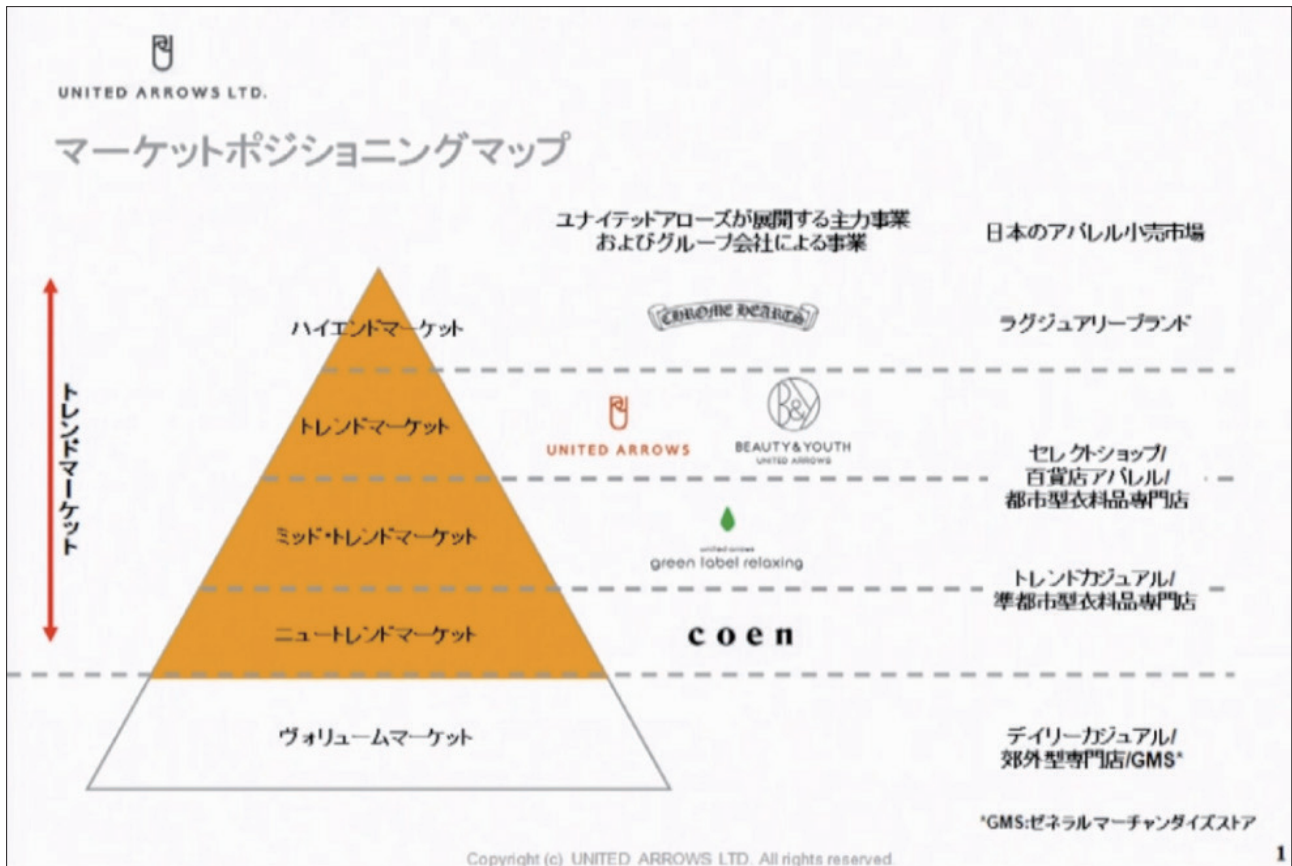 UNITED ARROWS LTD.
マーケットポジショニングマップ
ユナイテッドアローズが展開する主力事業
およびグループ会社による事業
日本のアパレル小売市場
トレンドマーケット
ハイエンドマーケット
CHROME HEARTS
ラグジュアリーブランド
トレンドマーケット
UNITED ARROWS
B&Y
BEAUTY&YOUTH
UNITED ARROWS
セレクトショップ/
百貨店アパレル/
都市型衣料品専門店
ミッド・トレンドマーケット
united arrows
green label relaxing
トレンドカジュアル/
準都市型衣料品専門店
ニュートレンドマーケット
coen
ヴォリュームマーケット
デイリーカジュアル/
郊外型専門店/GMS*
*GMS:ゼネラルマーチャンダイズストア
Copyright (c) UNITED ARROWS LTD. All rights reserved.
1